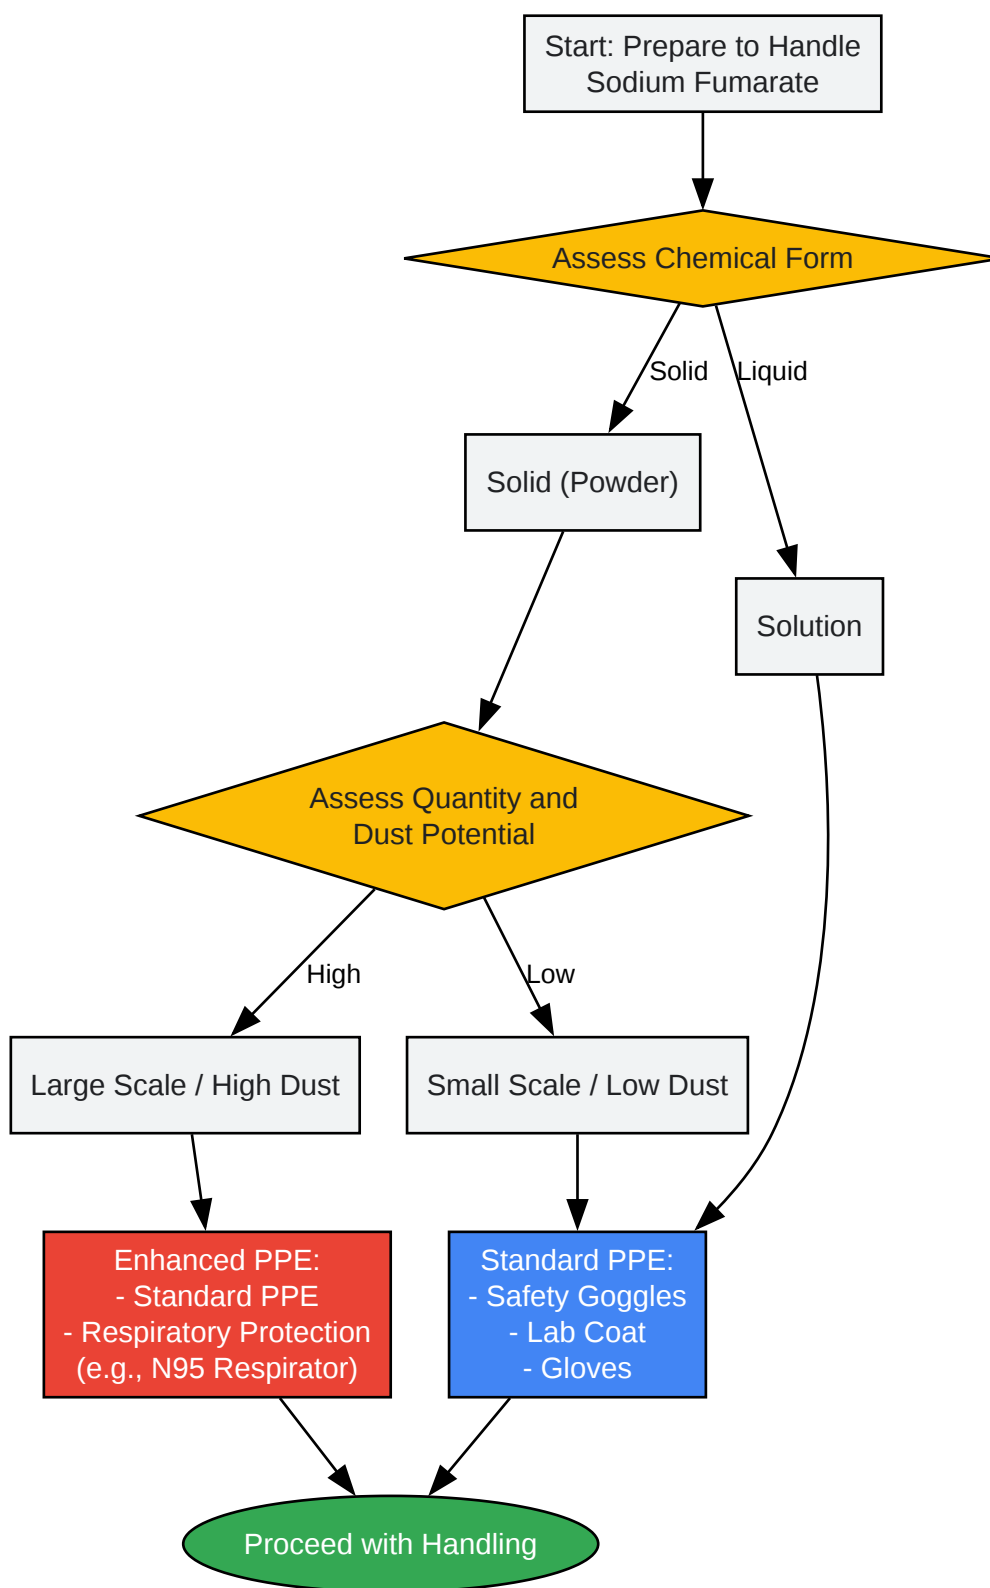 Start: Prepare to Handle
Sodium Fumarate
Assess Chemical Form
Solid
Liquid
Solid (Powder)
Solution
Assess Quantity and
Dust Potential
High
Low
Large Scale / High Dust
Small Scale / Low Dust
Enhanced PPE:
- Standard PPE
- Respiratory Protection
(e.g., N95 Respirator)
Standard PPE:
- Safety Goggles
- Lab Coat
- Gloves
Proceed with Handling